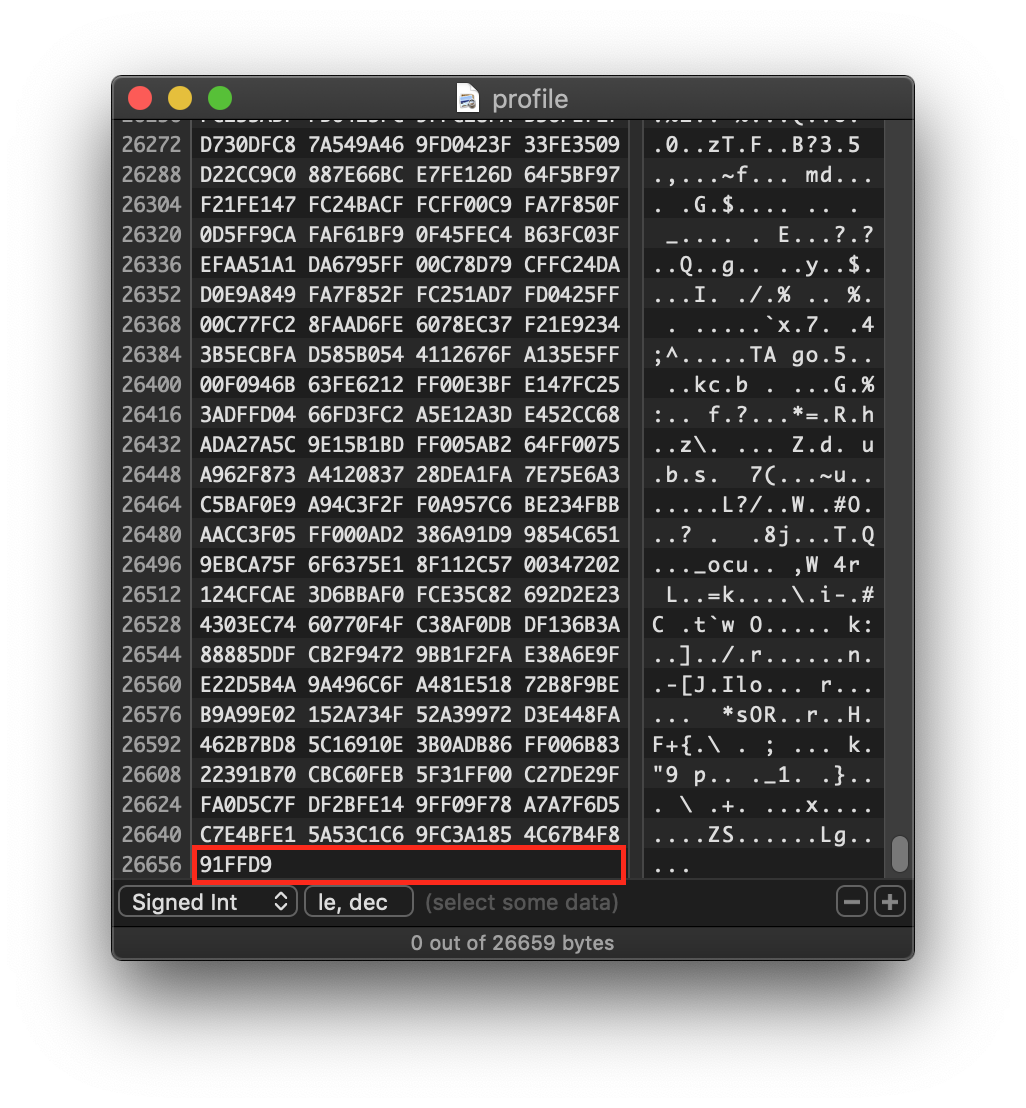 profile
26272 D730DFC8 7A549A46 9FD0423F 33FE3509 .0..zT.F..B?3.5
26288 D22CC9C0 887E66BC E7FE126D 64F5BF97 .,...~f... md...
26304 F21FE147 FC24BACF FCFF00C9 FA7F850F . .G.$.... .. .
26320 0D5FF9CA FAF61BF9 0F45FEC4 B63FC03F _.... . E...?.?
26336 EFAA51A1 DA6795FF 00C78D79 CFFC24DA ..Q..g.. ..y..$.
26352 D0E9A849 FA7F852F FC251AD7 FD0425FF ...I. ./.% .. %.
26368 00C77FC2 8FAAD6FE 6078EC37 F21E9234 . .....`x.7. .4
26384 3B5ECBFA D585B054 4112676F A135E5FF ;^.....TA go.5..
26400 00F0946B 63FE6212 FF00E3BF E147FC25 ..kc.b . ...G.%
26416 3ADFFD04 66FD3FC2 A5E12A3D E452CC68 :.. f.?...*=.R.h
26432 ADA27A5C 9E15B1BD FF005AB2 64FF0075 ..z\. ... Z.d. u
26448 A962F873 A4120837 28DEA1FA 7E75E6A3 .b.s. 7(...~u..
26464 C5BAF0E9 A94C3F2F F0A957C6 BE234FBB .....L?/..W..#O.
26480 AACC3F05 FF000AD2 386A91D9 9854C651 ..? . .8j...T.Q
26496 9EBCA75F 6F6375E1 8F112C57 00347202 ..._ocu.. ,W 4r
26512 124CFCAE 3D6BBAF0 FCE35C82 692D2E23 L..=k....\.i-.#
26528 4303EC74 60770F4F C38AF0DB DF136B3A C .t`w O..... k:
26544 88885DDF CB2F9472 9BB1F2FA E38A6E9F ..]../.r......n.
26560 E22D5B4A 9A496C6F A481E518 72B8F9BE .-[J.Ilo... r...
26576 B9A99E02 152A734F 52A39972 D3E448FA ... *sOR..r..H.
26592 462B7BD8 5C16910E 3B0ADB86 FF006B83 F+{.\ . ; ... k.
26608 22391B70 CBC60FEB 5F31FF00 C27DE29F "9 p.. ._1. .}..
26624 FA0D5C7F DF2BFE14 9FF09F78 A7A7F6D5 . \ .+. ...x....
26640 C7E4BFE1 5A53C1C6 9FC3A185 4C67B4F8 ....ZS......Lg..
26656 91FFD9 ...
Signed Int le, dec (select some data)
0 out of 26659 bytes